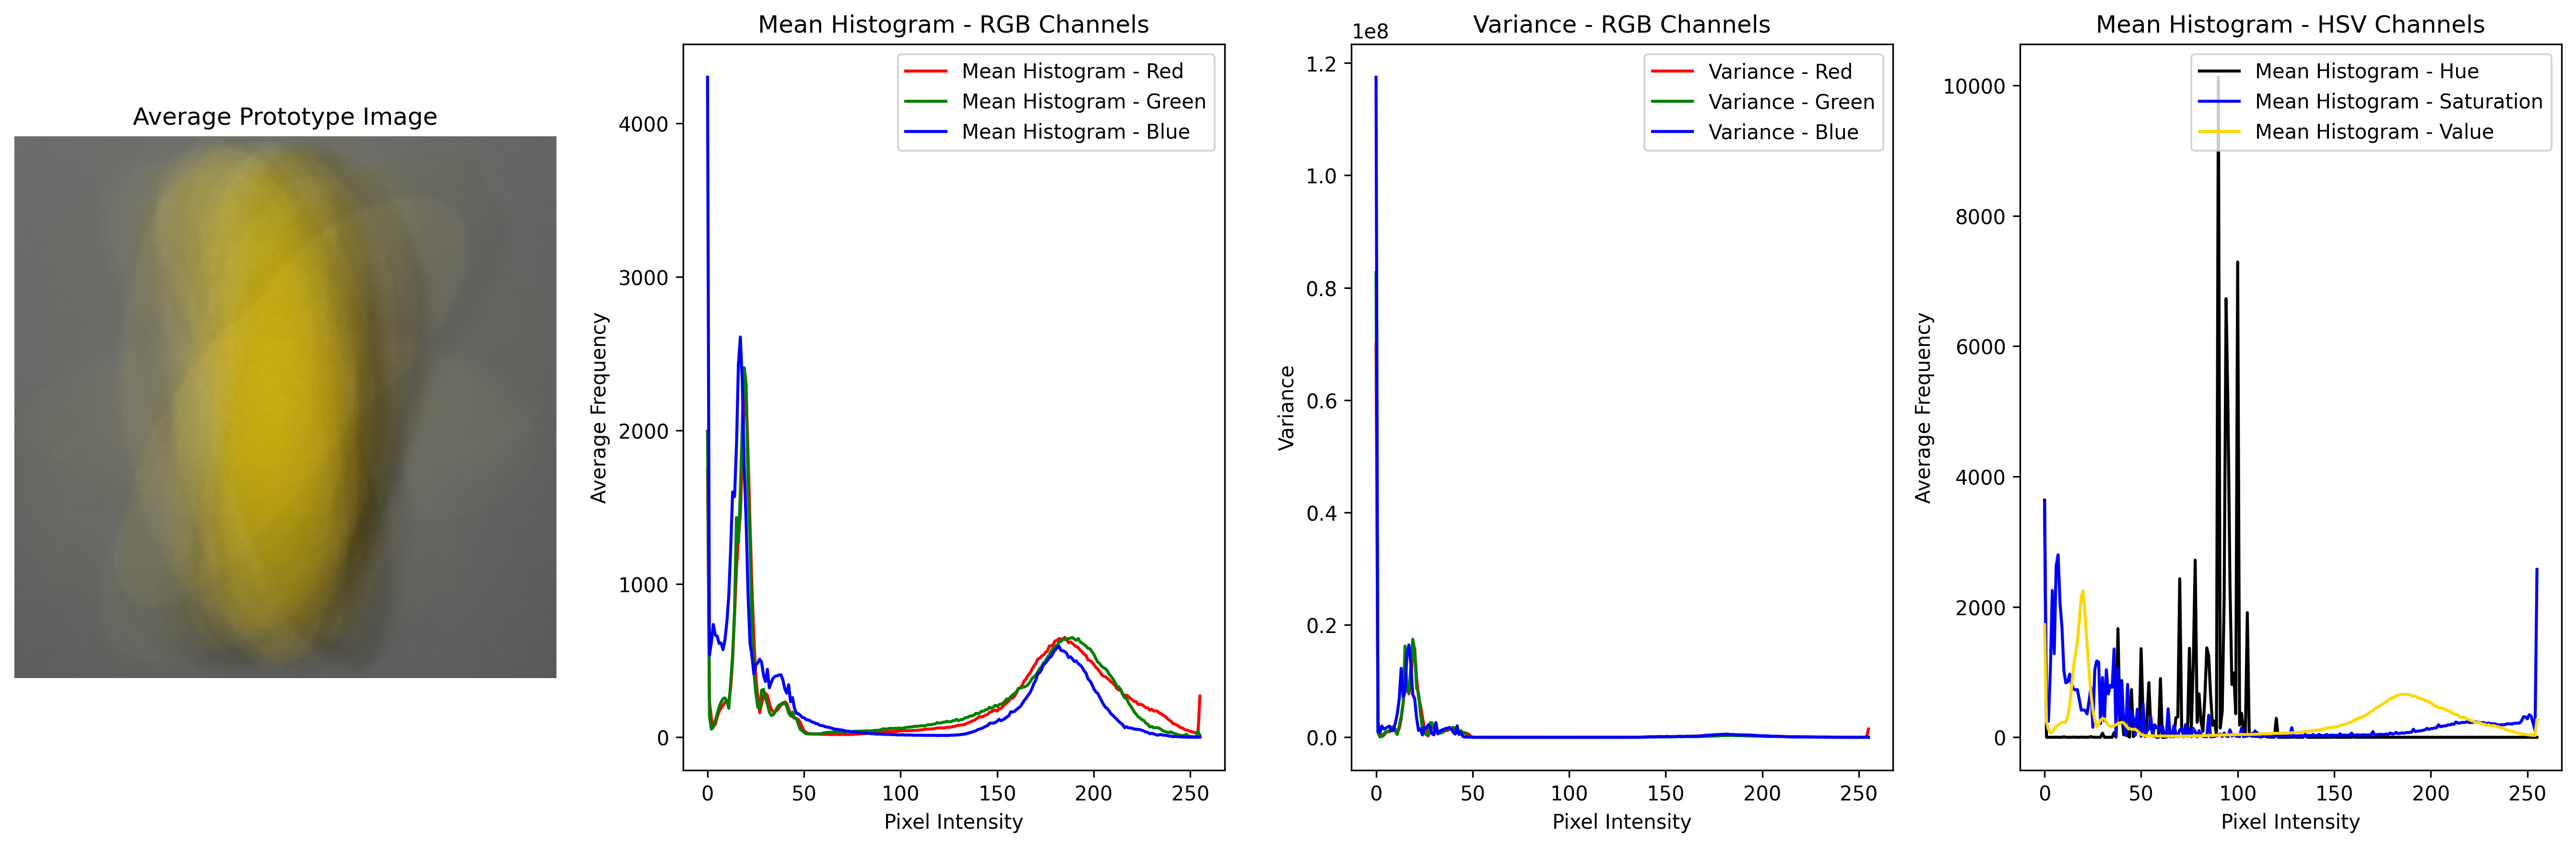 Average Prototype Image
Mean Histogram - RGB Channels
Mean Histogram - Red
Mean Histogram - Green
Mean Histogram - Blue
Average Frequency
4000
3000
2000
1000
0
0 50 100 150 200 250
Pixel Intensity
Variance - RGB Channels
1e8
Variance - Red
Variance - Green
Variance - Blue
Variance
1.2
1.0
0.8
0.6
0.4
0.2
0.0
0 50 100 150 200 250
Pixel Intensity
Mean Histogram - HSV Channels
Mean Histogram - Hue
Mean Histogram - Saturation
Mean Histogram - Value
Average Frequency
10000
8000
6000
4000
2000
0
0 50 100 150 200 250
Pixel Intensity